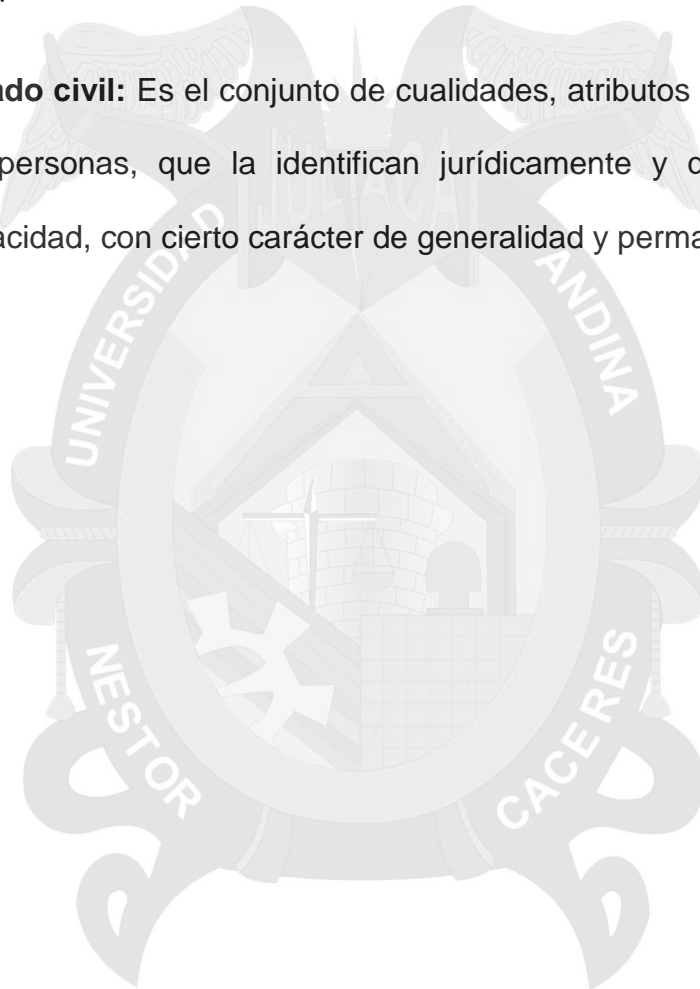 ado civil: Es el conjunto de cualidades, atributos
personas, que la identifican jurídicamente y
acidad, con cierto carácter de generalidad y perma
JULIACA
UNIVERSIDAD
ANDINA
NESTOR
CACERES